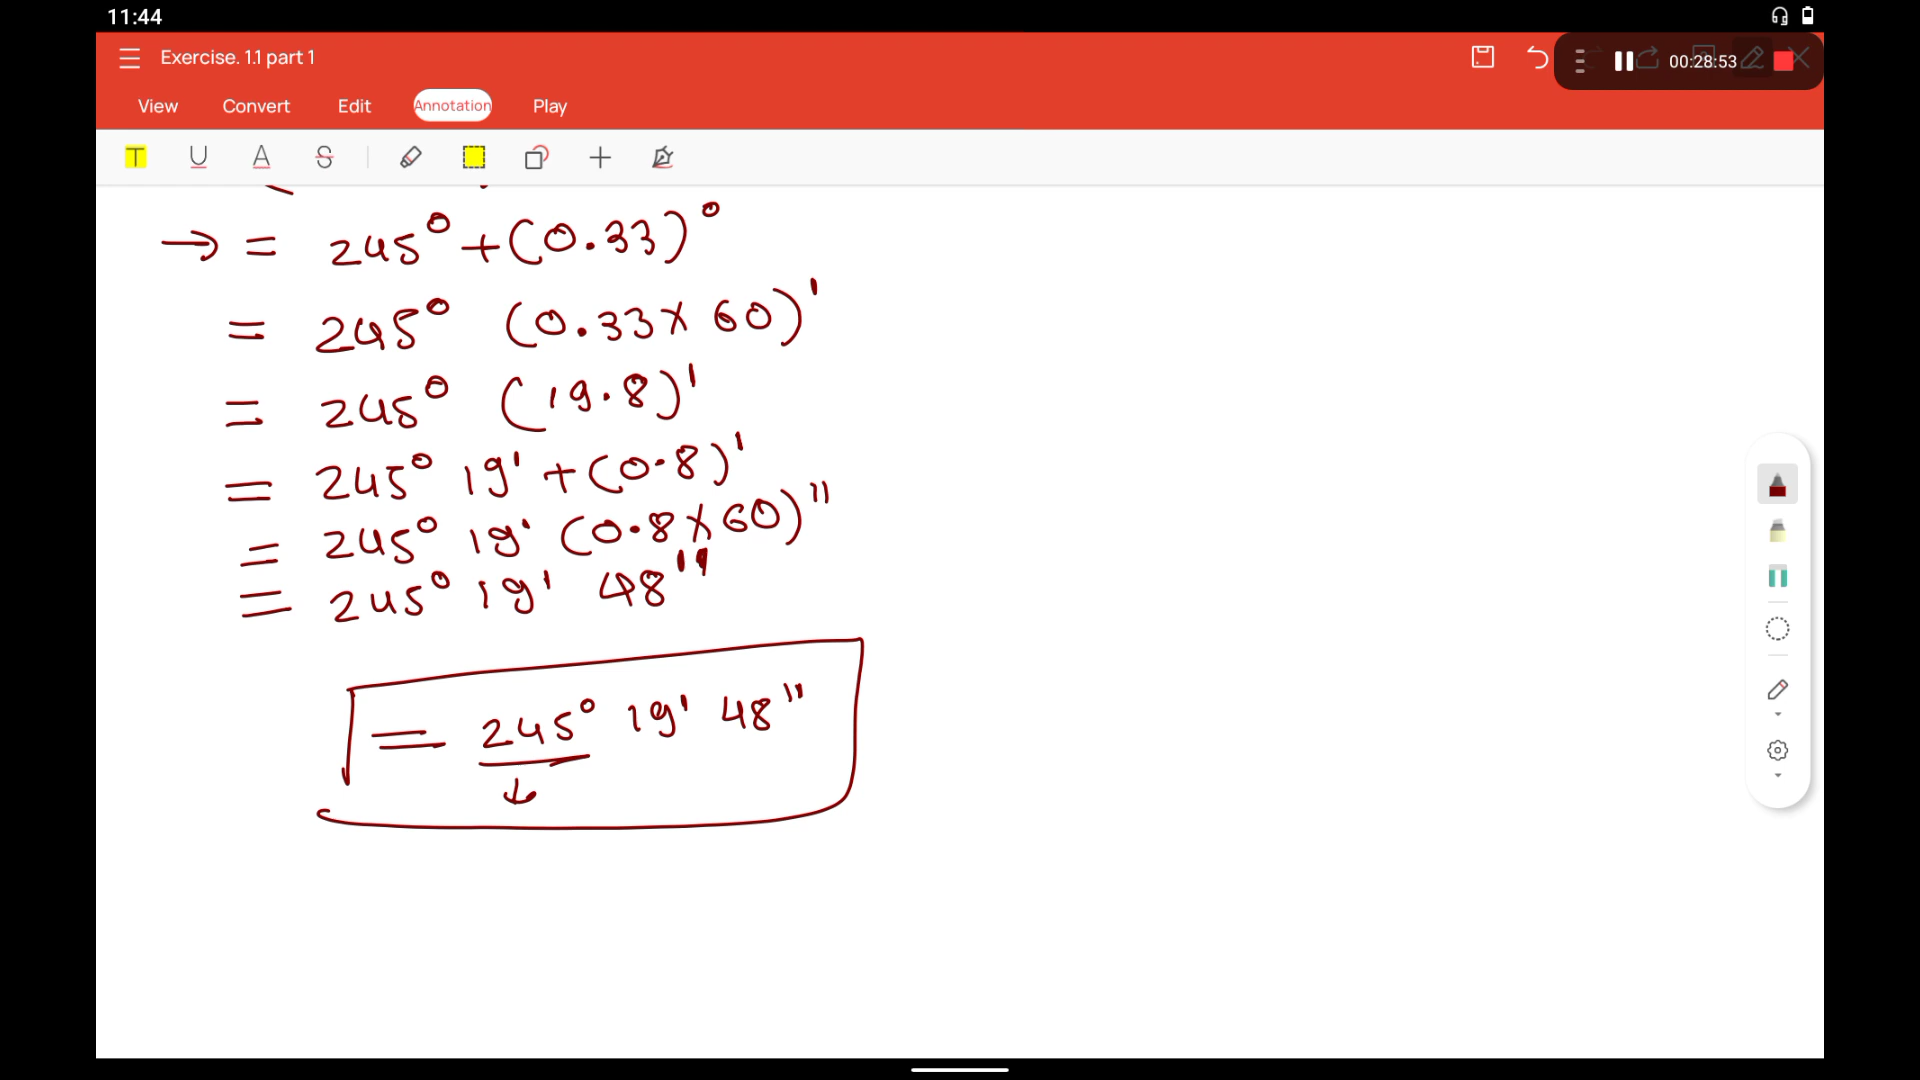 11:44
Exercise. 1.1 part 1
00:28:53
View Convert Edit Annotation Play
T U A S
→ = 245° + (0.33)°
= 245° (0.33 × 60)'
= 245° (19.8)'
= 245° 19' + (0.8)'
= 245° 19' (0.8 × 60)"
= 245° 19' 48"
= 245° 19' 48"
↓